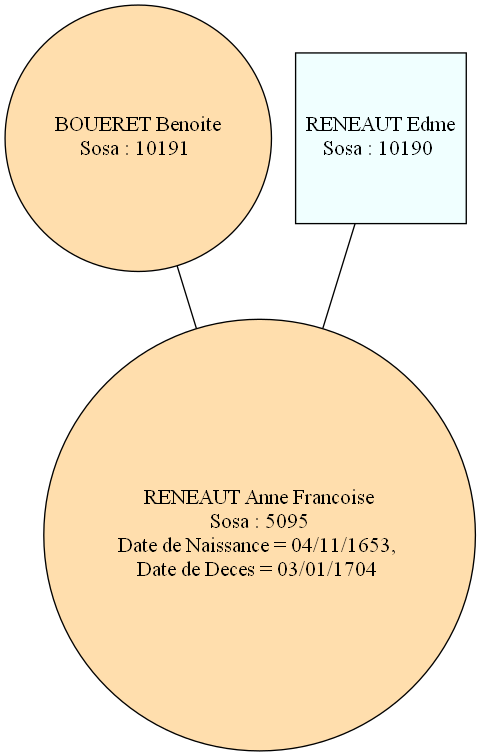 BOUERET Benoite
Sosa : 10191
RENEAUT Edme
Sosa : 10190
RENEAUT Anne Francoise
Sosa : 5095
Date de Naissance = 04/11/1653,
Date de Deces = 03/01/1704